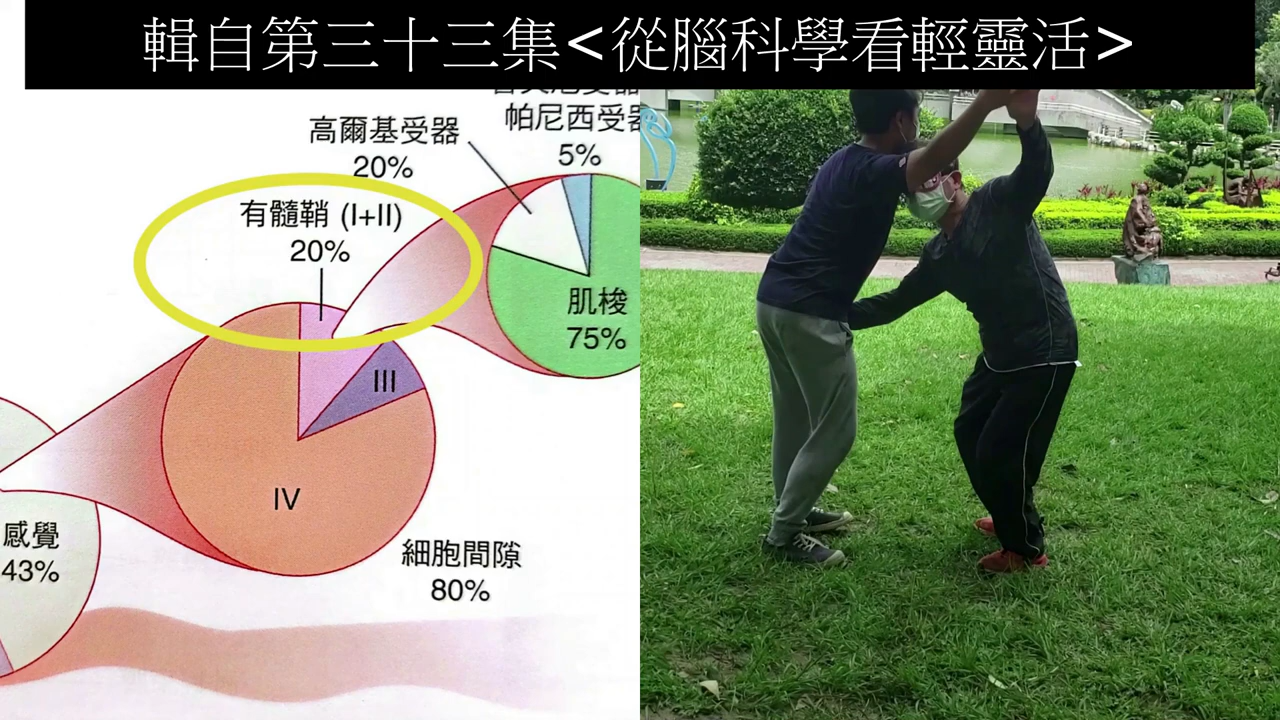 輯自第三十三集<從腦科學看輕靈活>
帕尼西受器
5%
高爾基受器
20%
有髓鞘 (I+II)
20%
肌梭
75%
III
IV
感覺
43%
細胞間隙
80%